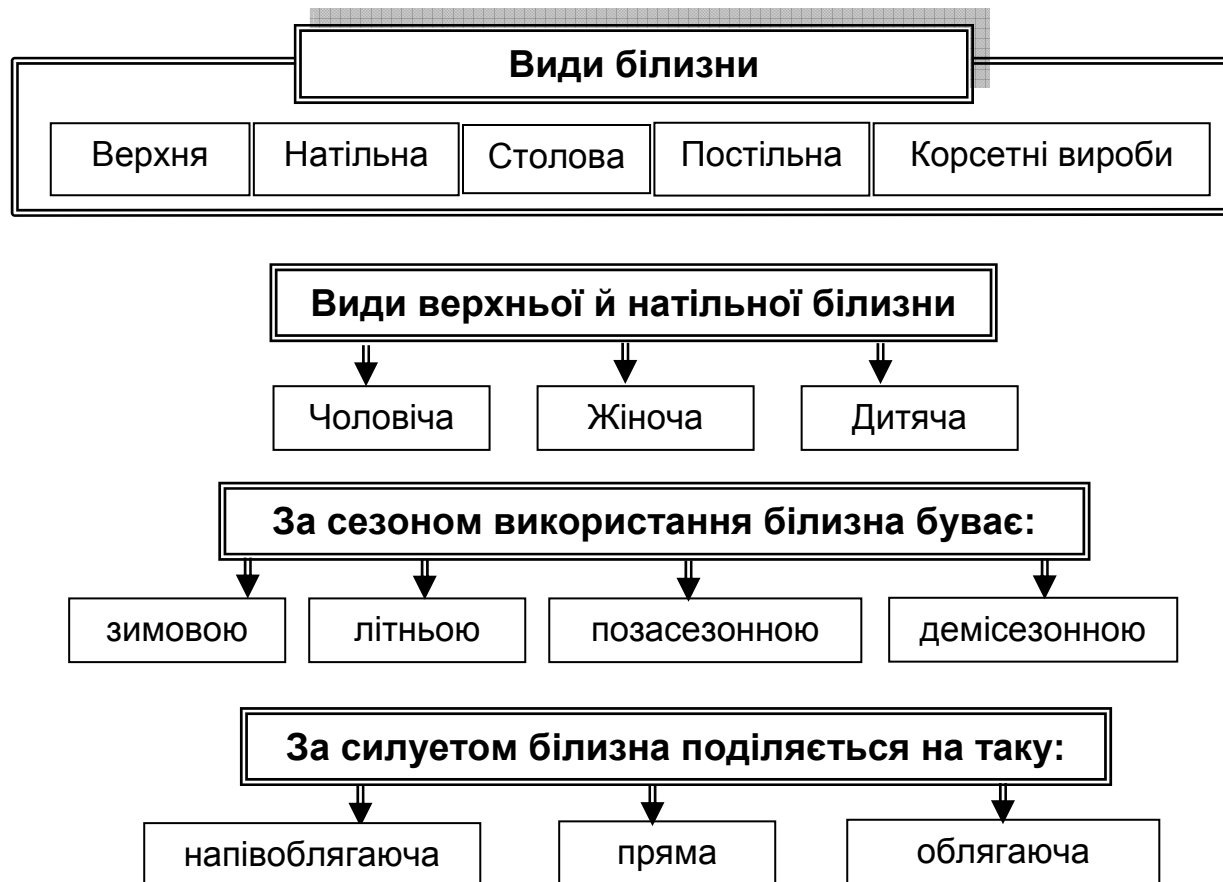 Види білизни
Верхня Натільна Столова Постільна Корсетні вироби
Види верхньої й натільної білизни
Чоловіча Жіноча Дитяча
За сезоном використання білизна буває:
зимовою літньою позасезонною демісезонною
За силуетом білизна поділяється на таку:
напівоблягаюча пряма облягаюча